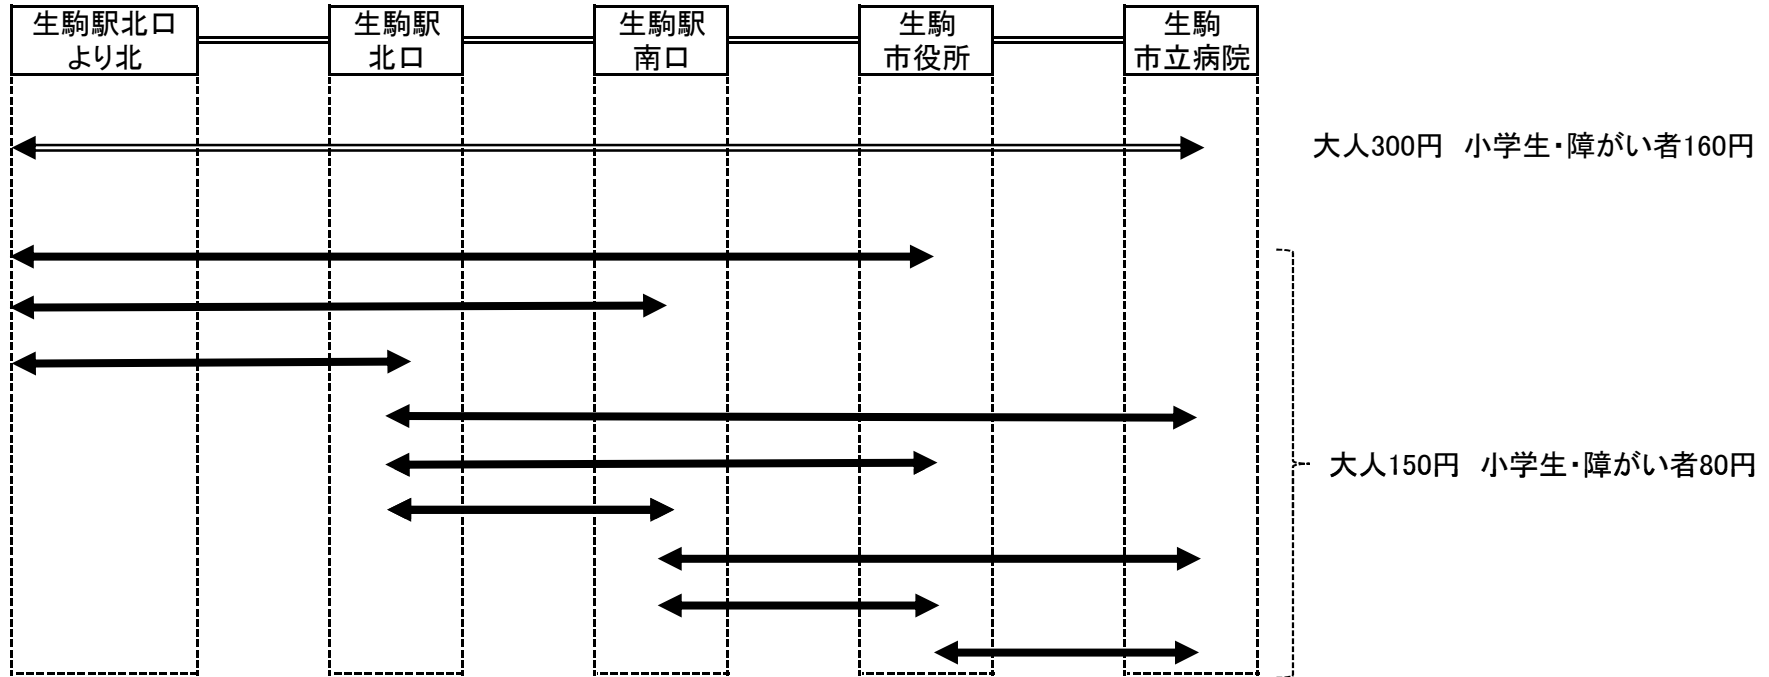 生駒駅北口
より北
生駒駅
北口
生駒駅
南口
生駒
市役所
生駒
市立病院
大人300円　小学生・障がい者160円
大人150円　小学生・障がい者80円